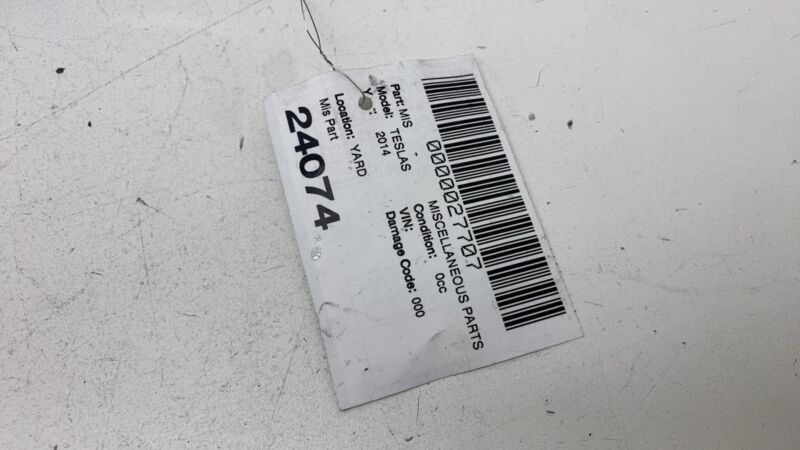 0000027707
Part: MIS - MISCELLANEOUS PARTS
Model: TESLAS Condition: 0cc
2014 VIN:
Damage Code: 000
Location: YARD
Mis Part
24074